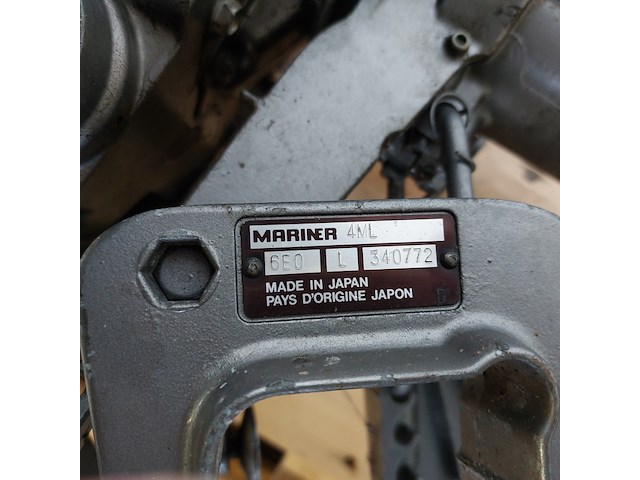 MARINER 4ML
6E0 L 340772
MADE IN JAPAN
PAYS D'ORIGINE JAPON